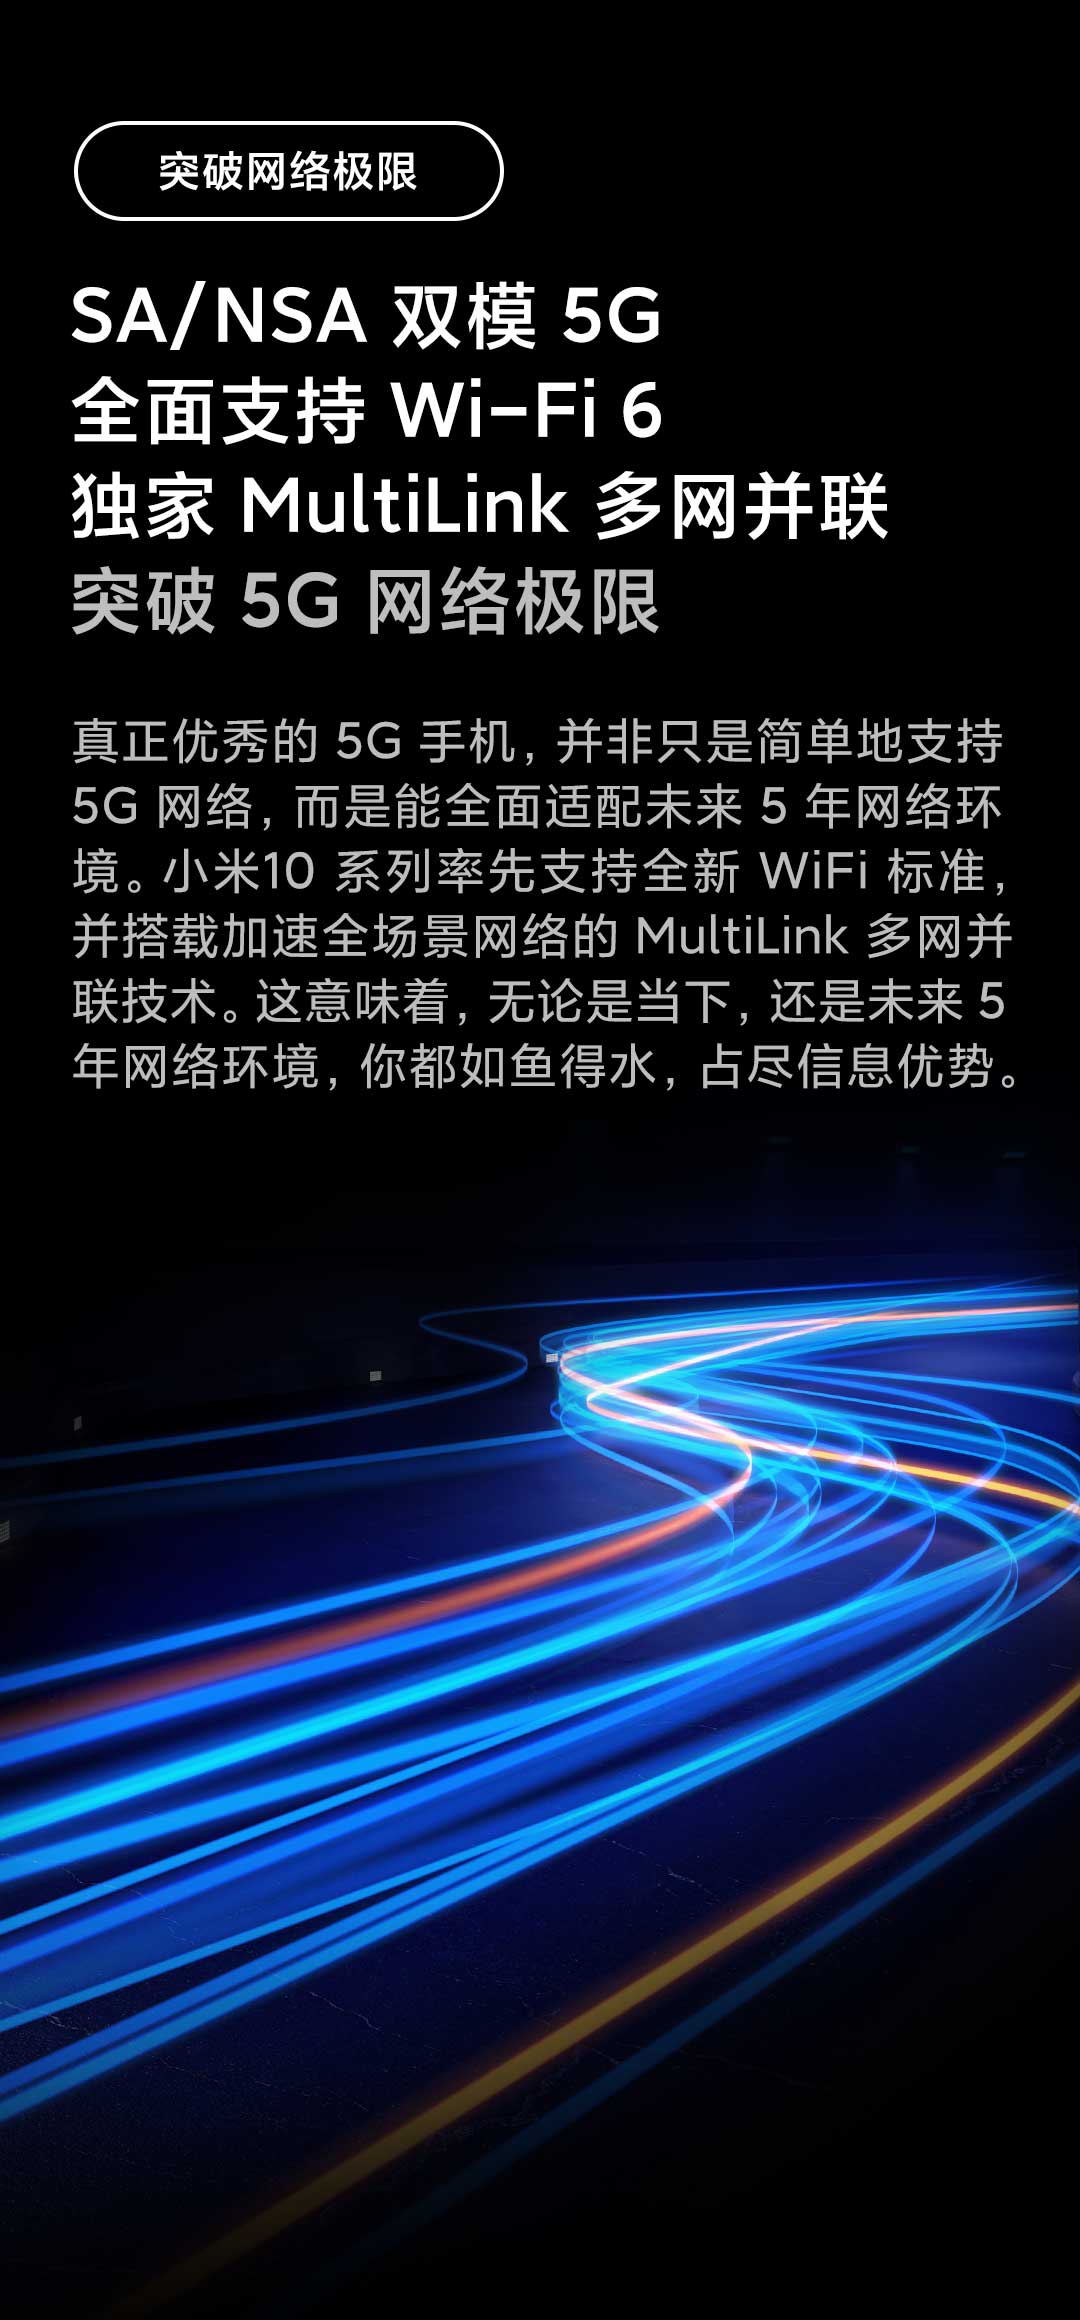 突破网络极限
SA/NSA 双模 5G
全面支持 Wi-Fi 6
独家 MultiLink 多网并联
突破 5G 网络极限
真正优秀的 5G 手机，并非只是简单地支持
5G 网络，而是能全面适配未来 5 年网络环
境。小米10 系列率先支持全新 WiFi 标准，
并搭载加速全场景网络的 MultiLink 多网并
联技术。这意味着，无论是当下，还是未来 5
年网络环境，你都如鱼得水，占尽信息优势。